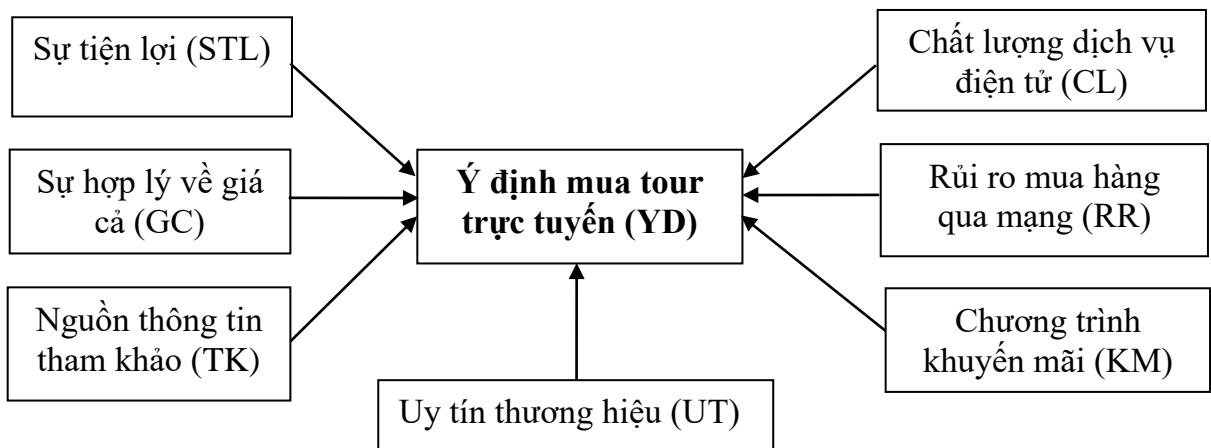 Sự tiện lợi (STL)
Sự hợp lý về giá
cả (GC)
Nguồn thông tin
tham khảo (TK)
Ý định mua tour
trực tuyến (YD)
Uy tín thương hiệu (UT)
Chất lượng dịch vụ
điện tử (CL)
Rủi ro mua hàng
qua mạng (RR)
Chương trình
khuyến mãi (KM)